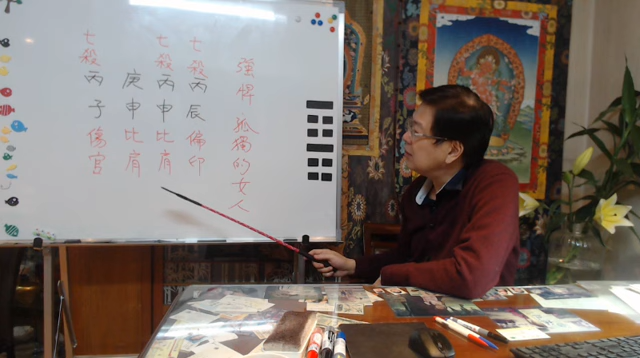 強悍 孤獨的女人
七殺丙辰偏印
七殺丙申比肩
庚申比肩
七殺丙子傷官